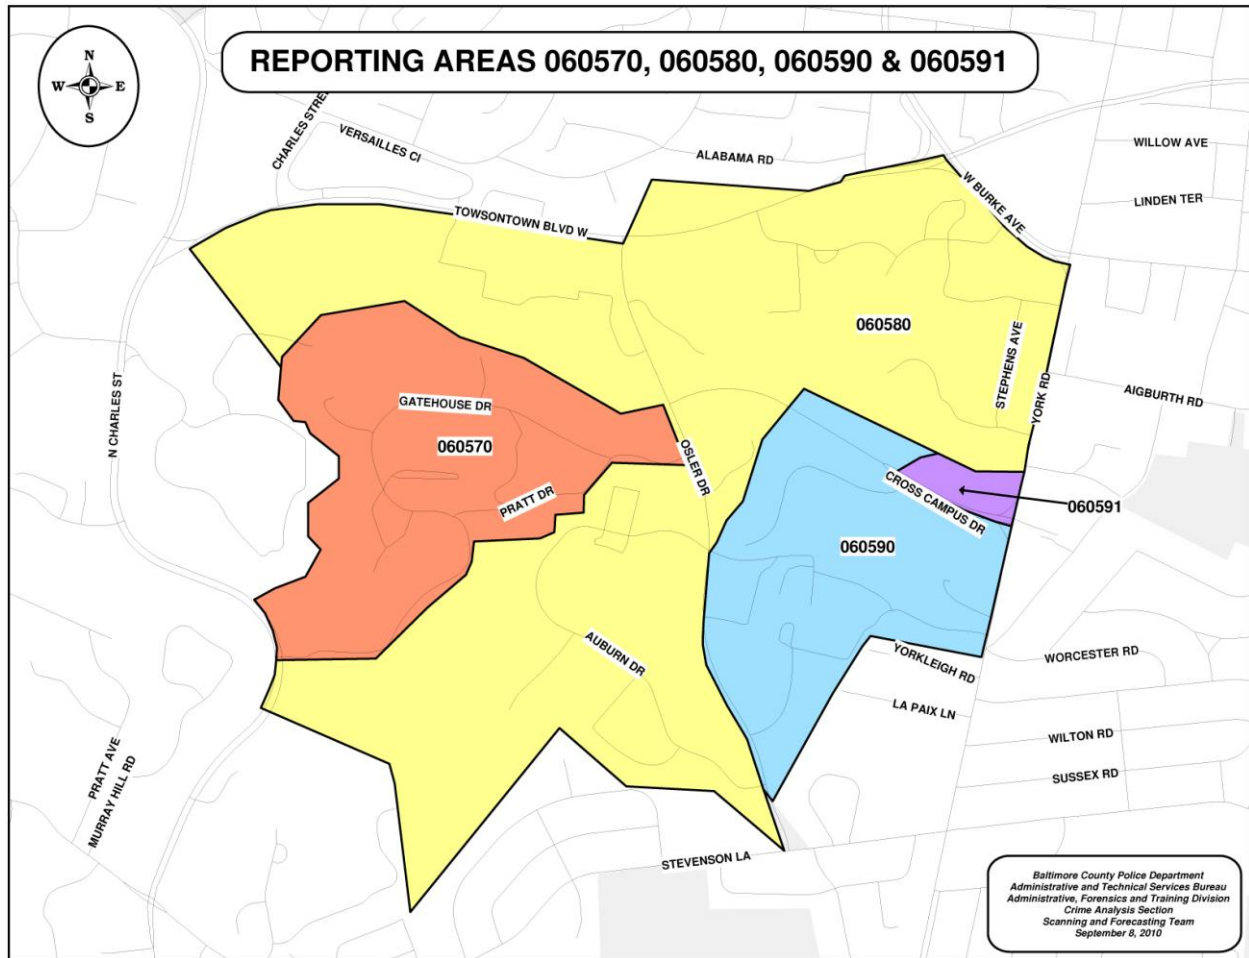 REPORTING AREAS 060570, 060580, 060590 & 060591
N
W E
S
CHARLES STREET
VERSAILLES CI
ALABAMA RD
WILLOW AVE
LINDEN TER
W BURKE AVE
TOWSONTOWN BLVD W
060580
STEPHENS AVE
YORK RD
AIGBURTH RD
N CHARLES ST
GATEHOUSE DR
060570
OSLER DR
PRATT DR
CROSS CAMPUS DR
060591
060590
AUBURN DR
YORKLEIGH RD
WORCESTER RD
LA PAIX LN
WILTON RD
SUSSEX RD
PRATT AVE
MURRAY HILL RD
STEVENSON LA
Baltimore County Police Department
Administrative and Technical Services Bureau
Administrative, Forensics and Training Division
Crime Analysis Section
Scanning and Forecasting Team
September 8, 2010